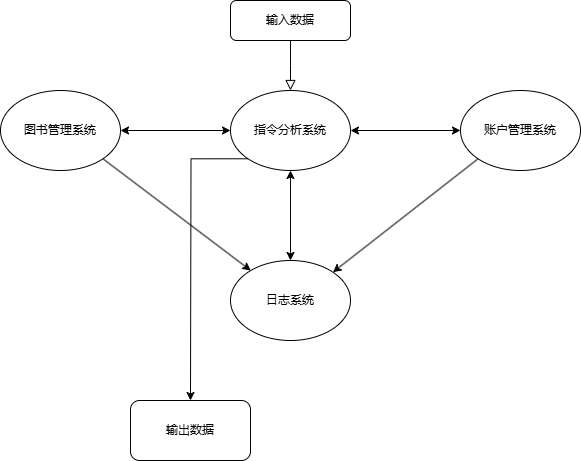 输入数据
图书管理系统
指令分析系统
账户管理系统
日志系统
输出数据